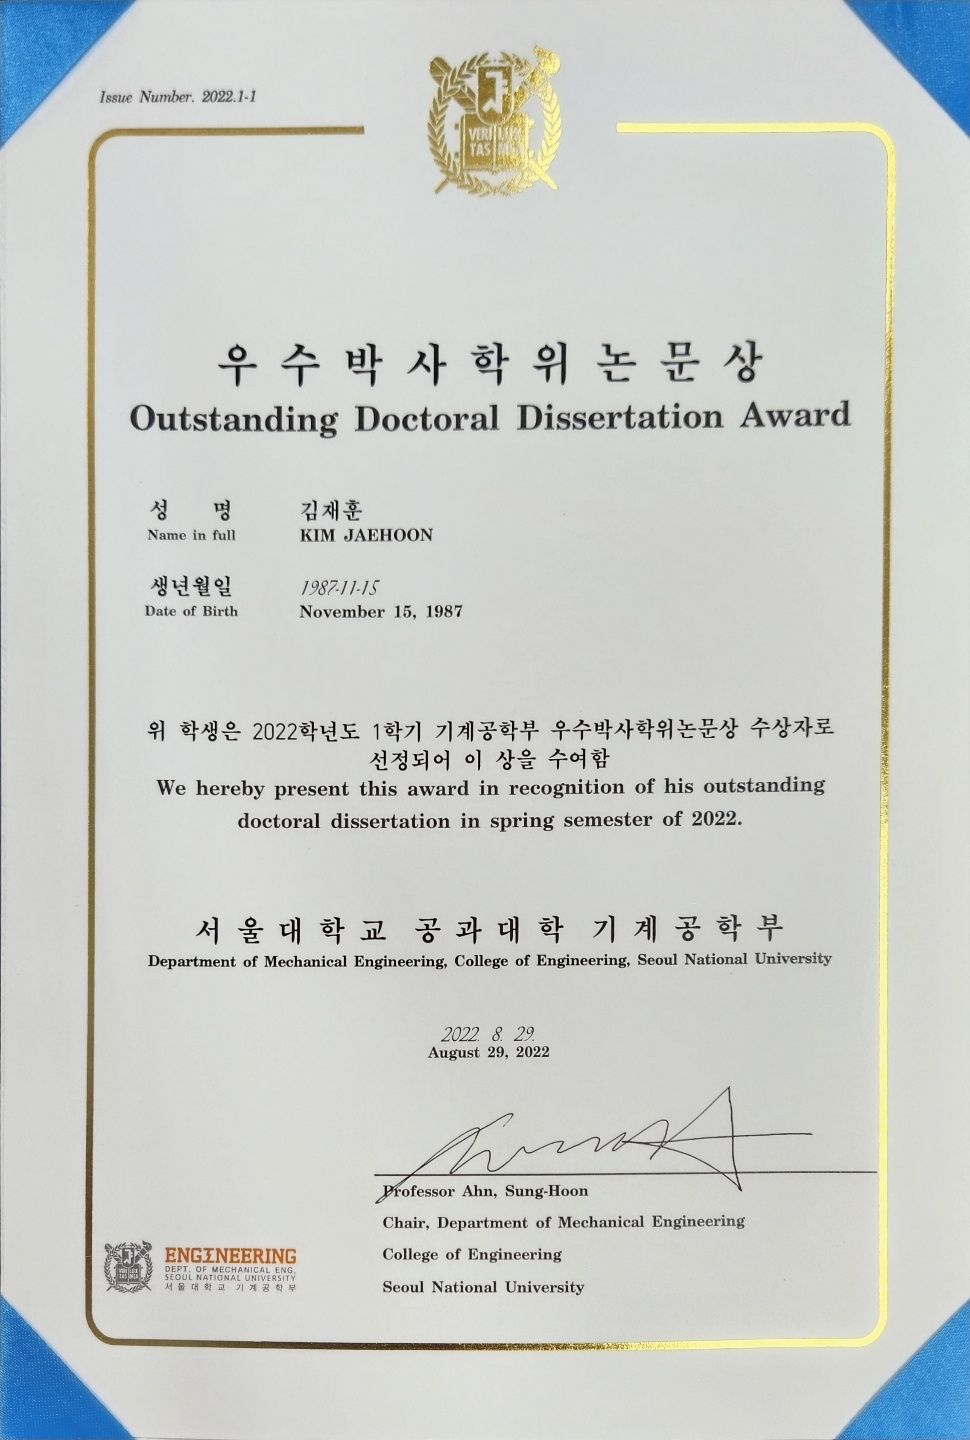 Issue Number. 2022.1-1
VERI LUX
TAS MEA
우수박사학위논문상
Outstanding Doctoral Dissertation Award
성 명 김재훈
Name in full KIM JAEHOON
생년월일 1987-11-15
Date of Birth November 15, 1987
위 학생은 2022학년도 1학기 기계공학부 우수박사학위논문상 수상자로
선정되어 이 상을 수여함
We hereby present this award in recognition of his outstanding
doctoral dissertation in spring semester of 2022.
서울대학교 공과대학 기계공학부
Department of Mechanical Engineering, College of Engineering, Seoul National University
2022. 8. 29.
August 29, 2022
Professor Ahn, Sung-Hoon
Chair, Department of Mechanical Engineering
College of Engineering
Seoul National University
ENGINEERING
DEPT. OF MECHANICAL ENG.
SEOUL NATIONAL UNIVERSITY
서울대학교 기계공학부